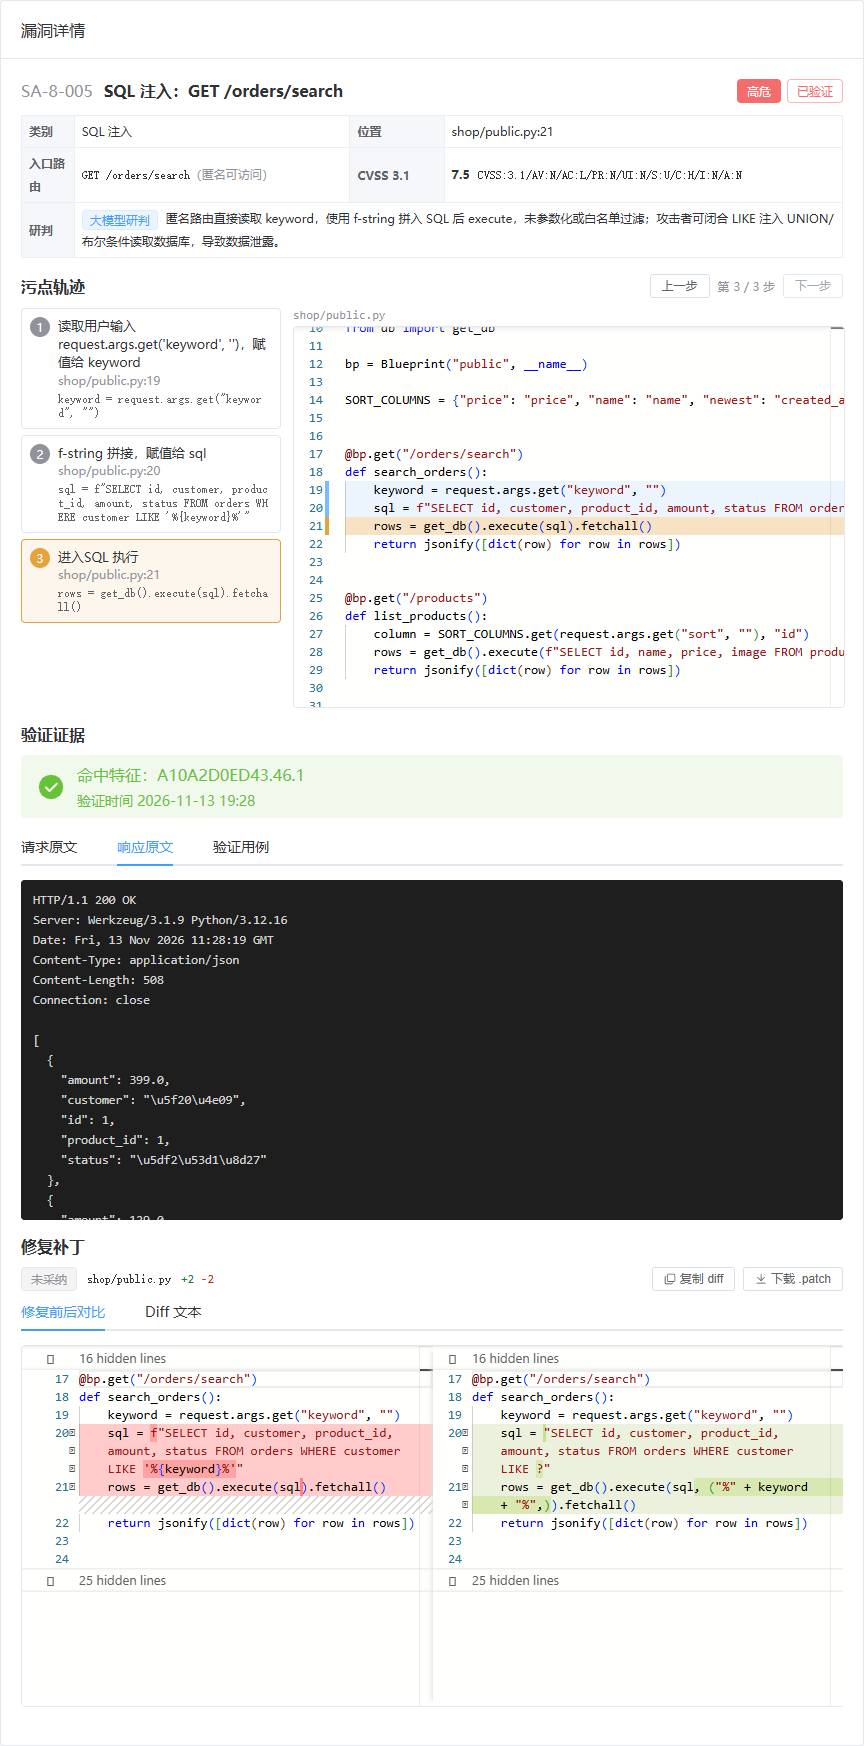 漏洞详情
SA-8-005 SQL 注入：GET /orders/search 高危 已验证
类别 SQL 注入 位置 shop/public.py:21
入口路由 GET /orders/search (匿名可访问) CVSS 3.1 7.5 CVSS:3.1/AV:N/AC:L/PR:N/UI:N/S:U/C:H/I:N/A:N
研判 大模型研判 匿名路由直接读取 keyword，使用 f-string 拼入 SQL 后 execute，未参数化或白名单过滤；攻击者可闭合 LIKE 注入 UNION/
布尔条件读取数据库，导致数据泄露。
污点轨迹 上一步 第 3 / 3 步 下一步
1 读取用户输入
request.args.get('keyword', '')，赋
值给 keyword
shop/public.py:19
keyword = request.args.get("keywor
d", "")
2 f-string 拼接，赋值给 sql
shop/public.py:20
sql = f"SELECT id, customer, produc
t_id, amount, status FROM orders WH
ERE customer LIKE '%{keyword}%'"
3 进入SQL 执行
shop/public.py:21
rows = get_db().execute(sql).fetcha
ll()
shop/public.py
10 from db import get_db
11
12 bp = Blueprint("public", __name__)
13
14 SORT_COLUMNS = {"price": "price", "name": "name", "newest": "created_a
15
16
17 @bp.get("/orders/search")
18 def search_orders():
19 keyword = request.args.get("keyword", "")
20 sql = f"SELECT id, customer, product_id, amount, status FROM order
21 rows = get_db().execute(sql).fetchall()
22 return jsonify([dict(row) for row in rows])
23
24
25 @bp.get("/products")
26 def list_products():
27 column = SORT_COLUMNS.get(request.args.get("sort", ""), "id")
28 rows = get_db().execute(f"SELECT id, name, price, image FROM produ
29 return jsonify([dict(row) for row in rows])
30
31
验证证据
命中特征：A10A2D0ED43.46.1
验证时间 2026-11-13 19:28
请求原文 响应原文 验证用例
HTTP/1.1 200 OK
Server: Werkzeug/3.1.9 Python/3.12.16
Date: Fri, 13 Nov 2026 11:28:19 GMT
Content-Type: application/json
Content-Length: 508
Connection: close
[
{
"amount": 399.0,
"customer": "\u5f20\u4e09",
"id": 1,
"product_id": 1,
"status": "\u5df2\u53d1\u8d27"
},
{
"amount": 129.0
修复补丁
未采纳 shop/public.py +2 -2 复制 diff 下载 .patch
修复前后对比 Diff 文本
16 hidden lines
17 @bp.get("/orders/search")
18 def search_orders():
19 keyword = request.args.get("keyword", "")
20 sql = f"SELECT id, customer, product_id,
amount, status FROM orders WHERE customer
LIKE '%{keyword}%'"
21 rows = get_db().execute(sql).fetchall()
22 return jsonify([dict(row) for row in rows])
23
24
25 hidden lines
16 hidden lines
17 @bp.get("/orders/search")
18 def search_orders():
19 keyword = request.args.get("keyword", "")
20 sql = "SELECT id, customer, product_id,
amount, status FROM orders WHERE customer
LIKE ?"
21 rows = get_db().execute(sql, ("%" + keyword
+ "%",)).fetchall()
22 return jsonify([dict(row) for row in rows])
23
24
25 hidden lines